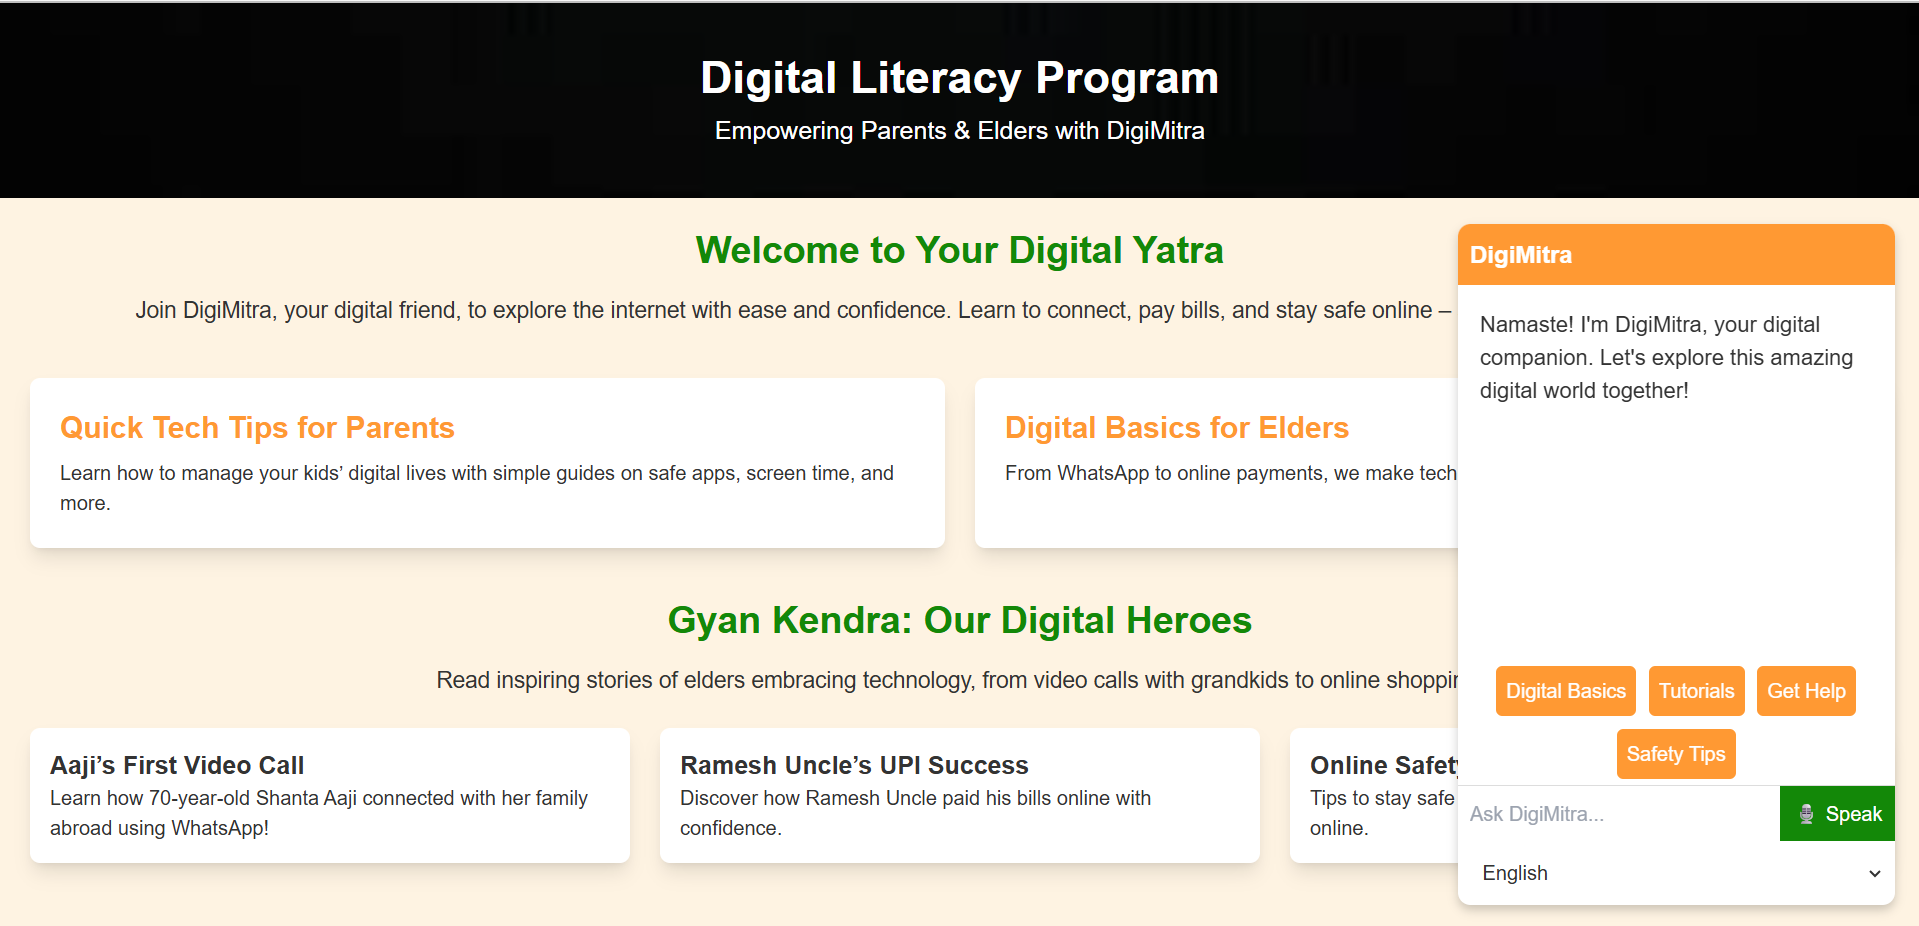 Digital Literacy Program
Empowering Parents & Elders with DigiMitra
Welcome to Your Digital Yatra
Join DigiMitra, your digital friend, to explore the internet with ease and confidence. Learn to connect, pay bills, and stay safe online –
Quick Tech Tips for Parents
Learn how to manage your kids’ digital lives with simple guides on safe apps, screen time, and
more.
Digital Basics for Elders
From WhatsApp to online payments, we make tech
Gyan Kendra: Our Digital Heroes
Read inspiring stories of elders embracing technology, from video calls with grandkids to online
Aaji’s First Video Call
Learn how 70-year-old Shanta Aaji connected with her family
abroad using WhatsApp!
Ramesh Uncle’s UPI Success
Discover how Ramesh Uncle paid his bills online with
confidence.
Online
Tips to stay safe
online.
DigiMitra
Namaste! I'm DigiMitra, your digital
companion. Let's explore this amazing
digital world together!
Digital Basics
Tutorials
Get Help
Safety Tips
Ask DigiMitra...
Speak
English